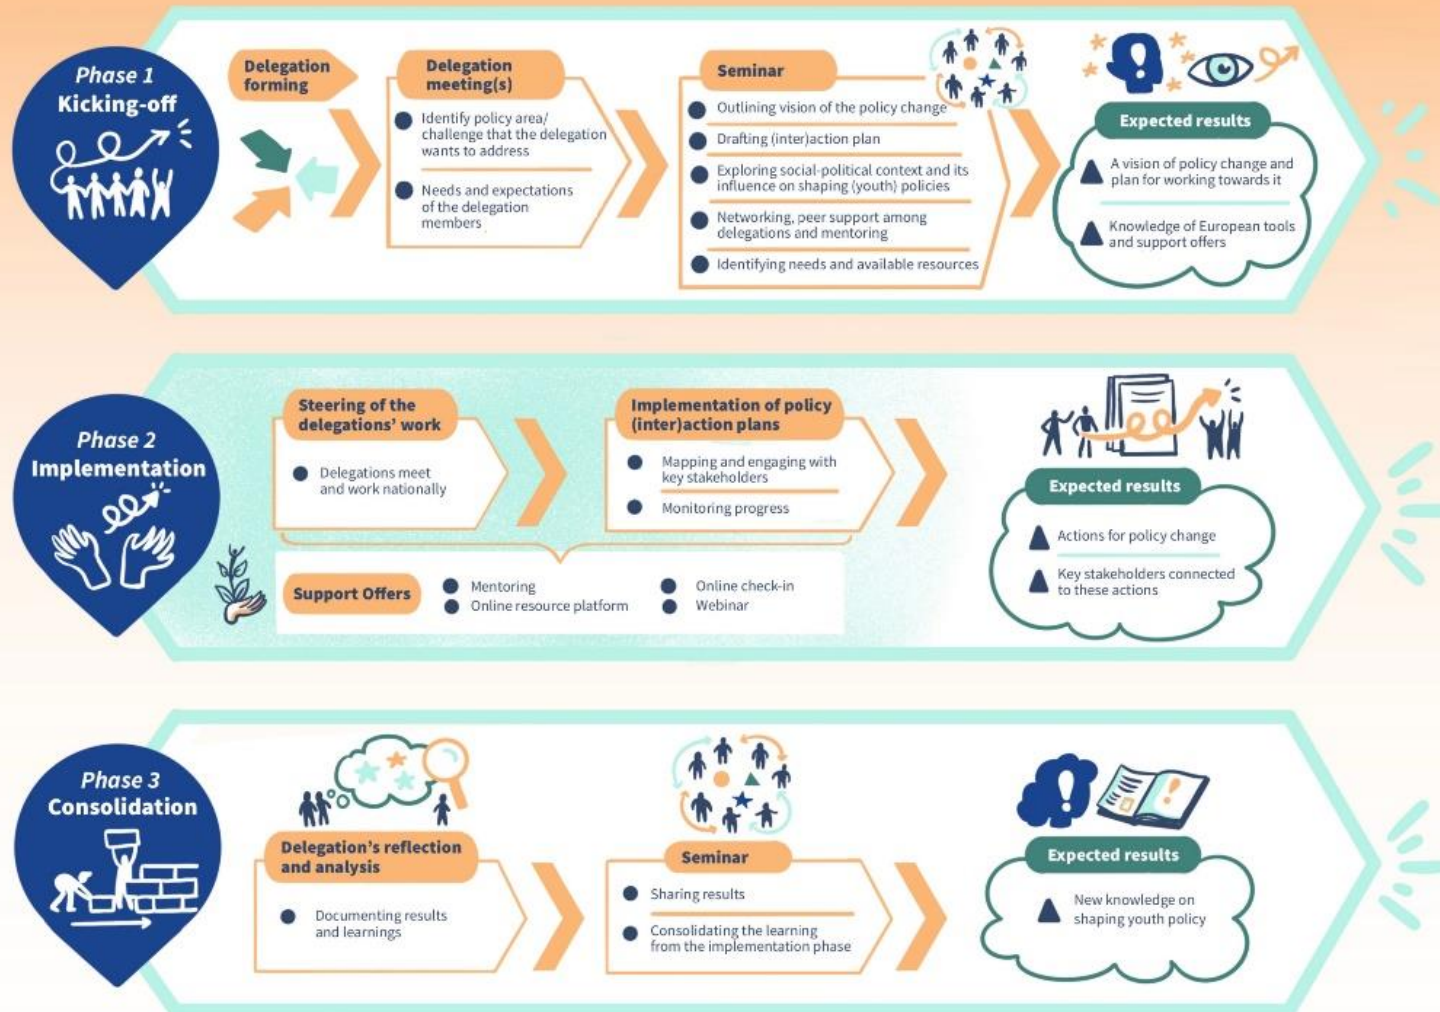 Phase 1
Kicking-off
Delegation
forming
Delegation
meeting(s)
Identify policy area/
challenge that the delegation
wants to address
Needs and expectations
of the delegation
members
Seminar
Outlining vision of the policy change
Drafting (inter)action plan
Exploring social-political context and its
influence on shaping (youth) policies
Networking, peer support among
delegations and mentoring
Identifying needs and available resources
Expected results
A vision of policy change and
plan for working towards it
Knowledge of European tools
and support offers
Phase 2
Implementation
Steering of the
delegations' work
Delegations meet
and work nationally
Implementation of policy
(inter)action plans
Mapping and engaging with
key stakeholders
Monitoring progress
Support Offers
Mentoring
Online resource platform
Online check-in
Webinar
Expected results
Actions for policy change
Key stakeholders connected
to these actions
Phase 3
Consolidation
Delegation's reflection
and analysis
Documenting results
and learnings
Seminar
Sharing results
Consolidating the learning
from the implementation phase
Expected results
New knowledge on
shaping youth policy